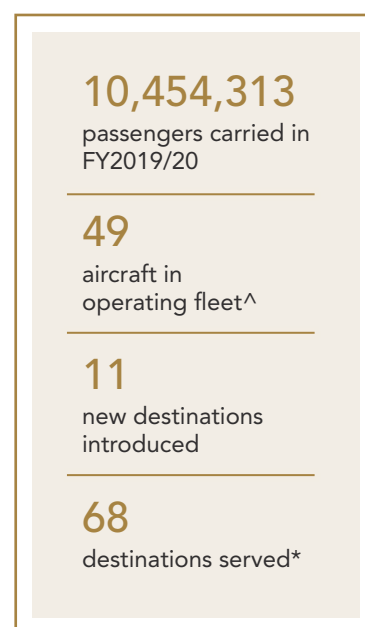 10,454,313
passengers carried in
FY2019/20
49
aircraft in
operating fleet^
11
new destinations
introduced
68
destinations served*